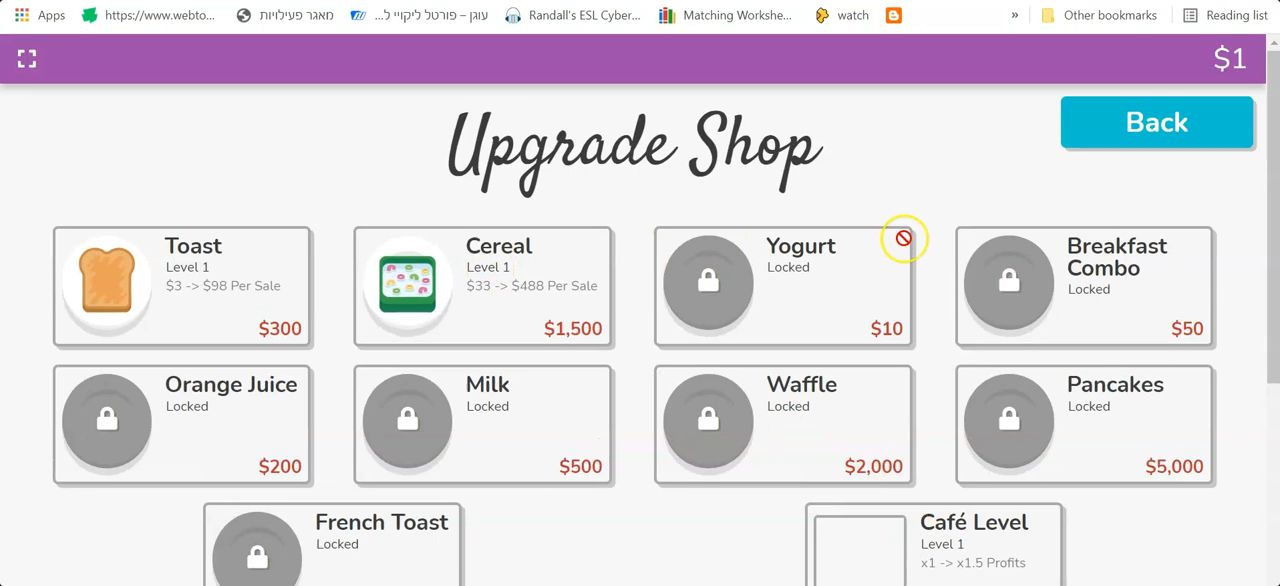 Apps https://www.webto... מאגר פעילויות עוגן – פורטל ליקויי ל... Randall's ESL Cyber... Matching Workshe... watch » Other bookmarks Reading list
$1
Back
Upgrade Shop
Toast
Level 1
$3 -> $98 Per Sale
$300
Cereal
Level 1
$33 -> $488 Per Sale
$1,500
Yogurt
Locked
$10
Breakfast
Combo
Locked
$50
Orange Juice
Locked
$200
Milk
Locked
$500
Waffle
Locked
$2,000
Pancakes
Locked
$5,000
French Toast
Locked
Café Level
Level 1
x1 -> x1.5 Profits